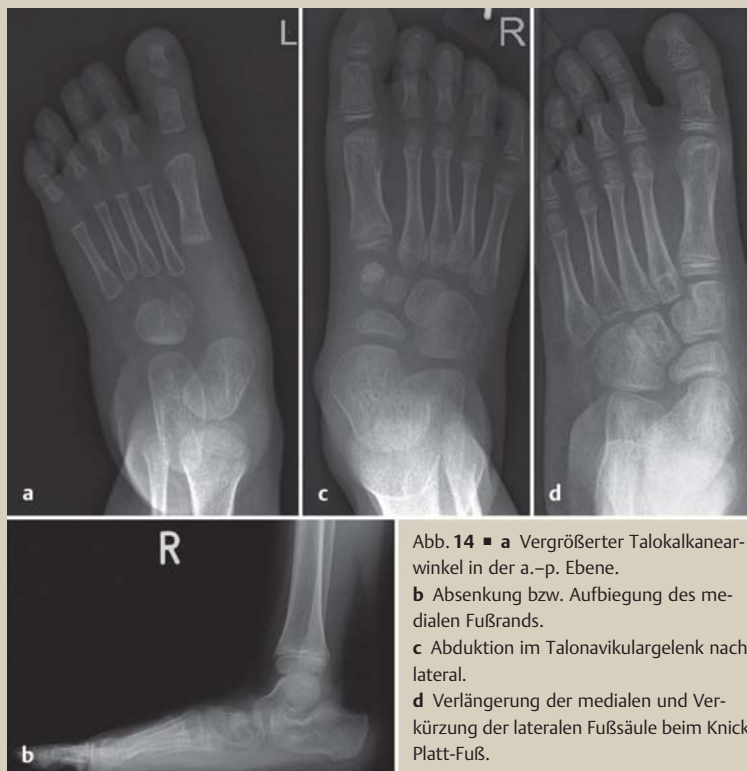 L
R
a
c
d
R
b
Abb. 14 ▪ a Vergrößerter Talokalkanear-
winkel in der a.–p. Ebene.
b Absenkung bzw. Aufbiegung des me-
dialen Fußrands.
c Abduktion im Talonavikulargelenk nach
lateral.
d Verlängerung der medialen und Ver-
kürzung der lateralen Fußsäule beim Knick-
Platt-Fuß.